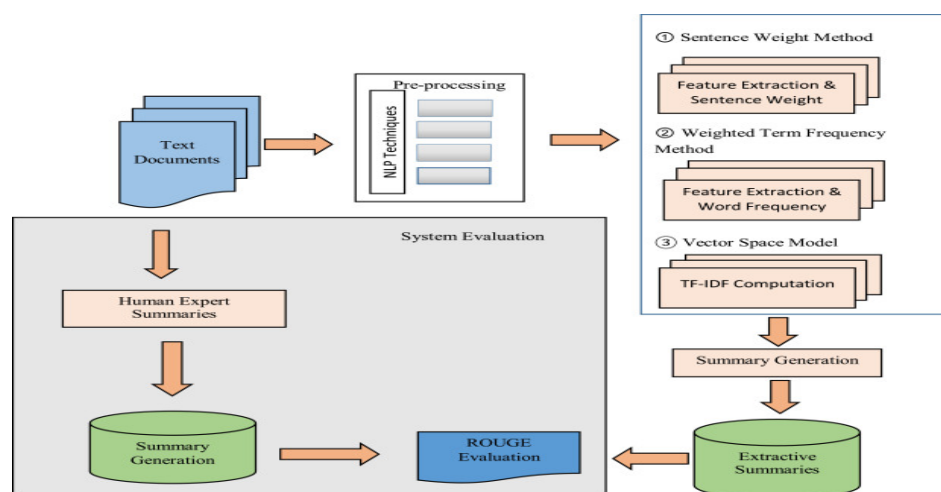 Text
Documents
Pre-processing
NLP Techniques
① Sentence Weight Method
Feature Extraction &
Sentence Weight
② Weighted Term Frequency
Method
Feature Extraction &
Word Frequency
③ Vector Space Model
TF-IDF Computation
System Evaluation
Human Expert
Summaries
Summary
Generation
ROUGE
Evaluation
Summary Generation
Extractive
Summaries